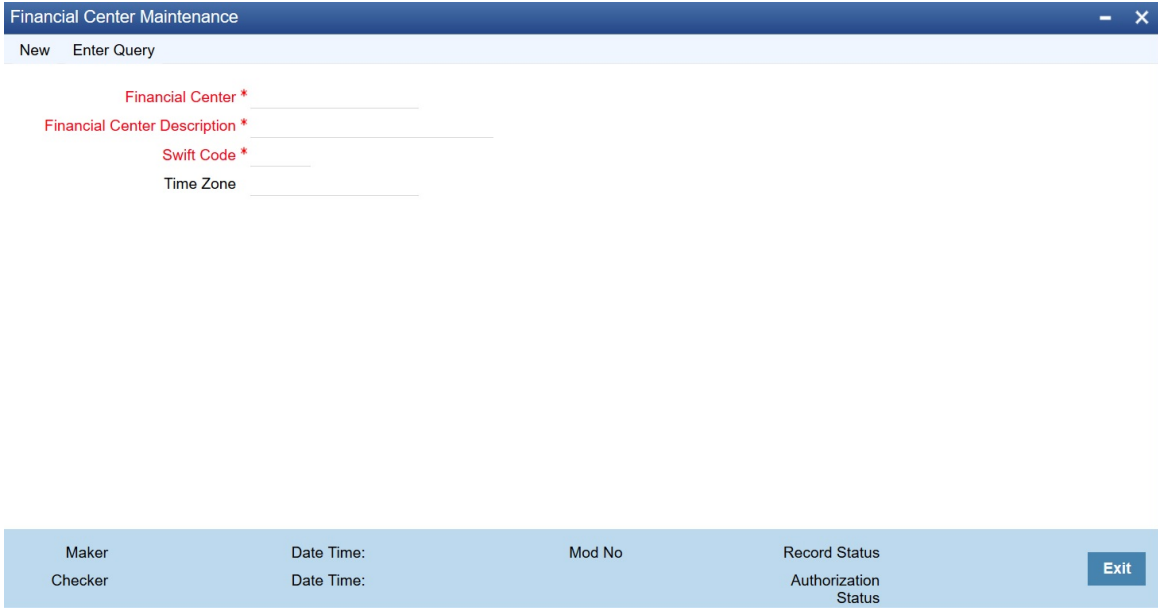 Financial Center Maintenance
New Enter Query
Financial Center *
Financial Center Description *
Swift Code *
Time Zone
Maker Date Time: Mod No Record Status
Checker Date Time: Authorization Status
Exit